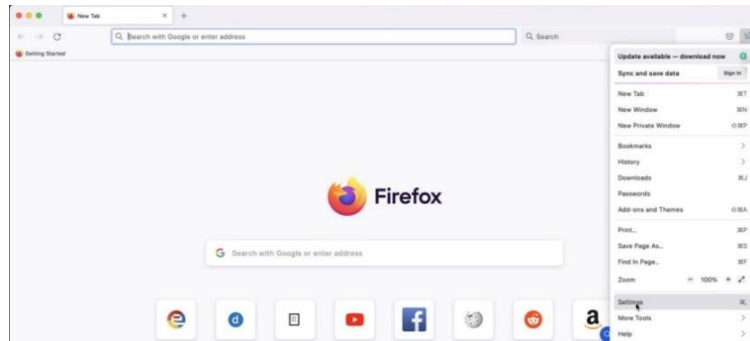 New Tab
Search with Google or enter address
Search
Getting Started
Update available — download now
Sync and save data
Sign In
New Tab ⌘T
New Window ⌘N
New Private Window ⇧⌘P
Bookmarks
History
Downloads ⌘J
Passwords
Add-ons and Themes ⇧⌘A
Print... ⌘P
Save Page As... ⌘S
Find In Page... ⌘F
Zoom − 100% +
Settings ⌘,
More Tools
Help
Firefox
G Search with Google or enter address
e d f a